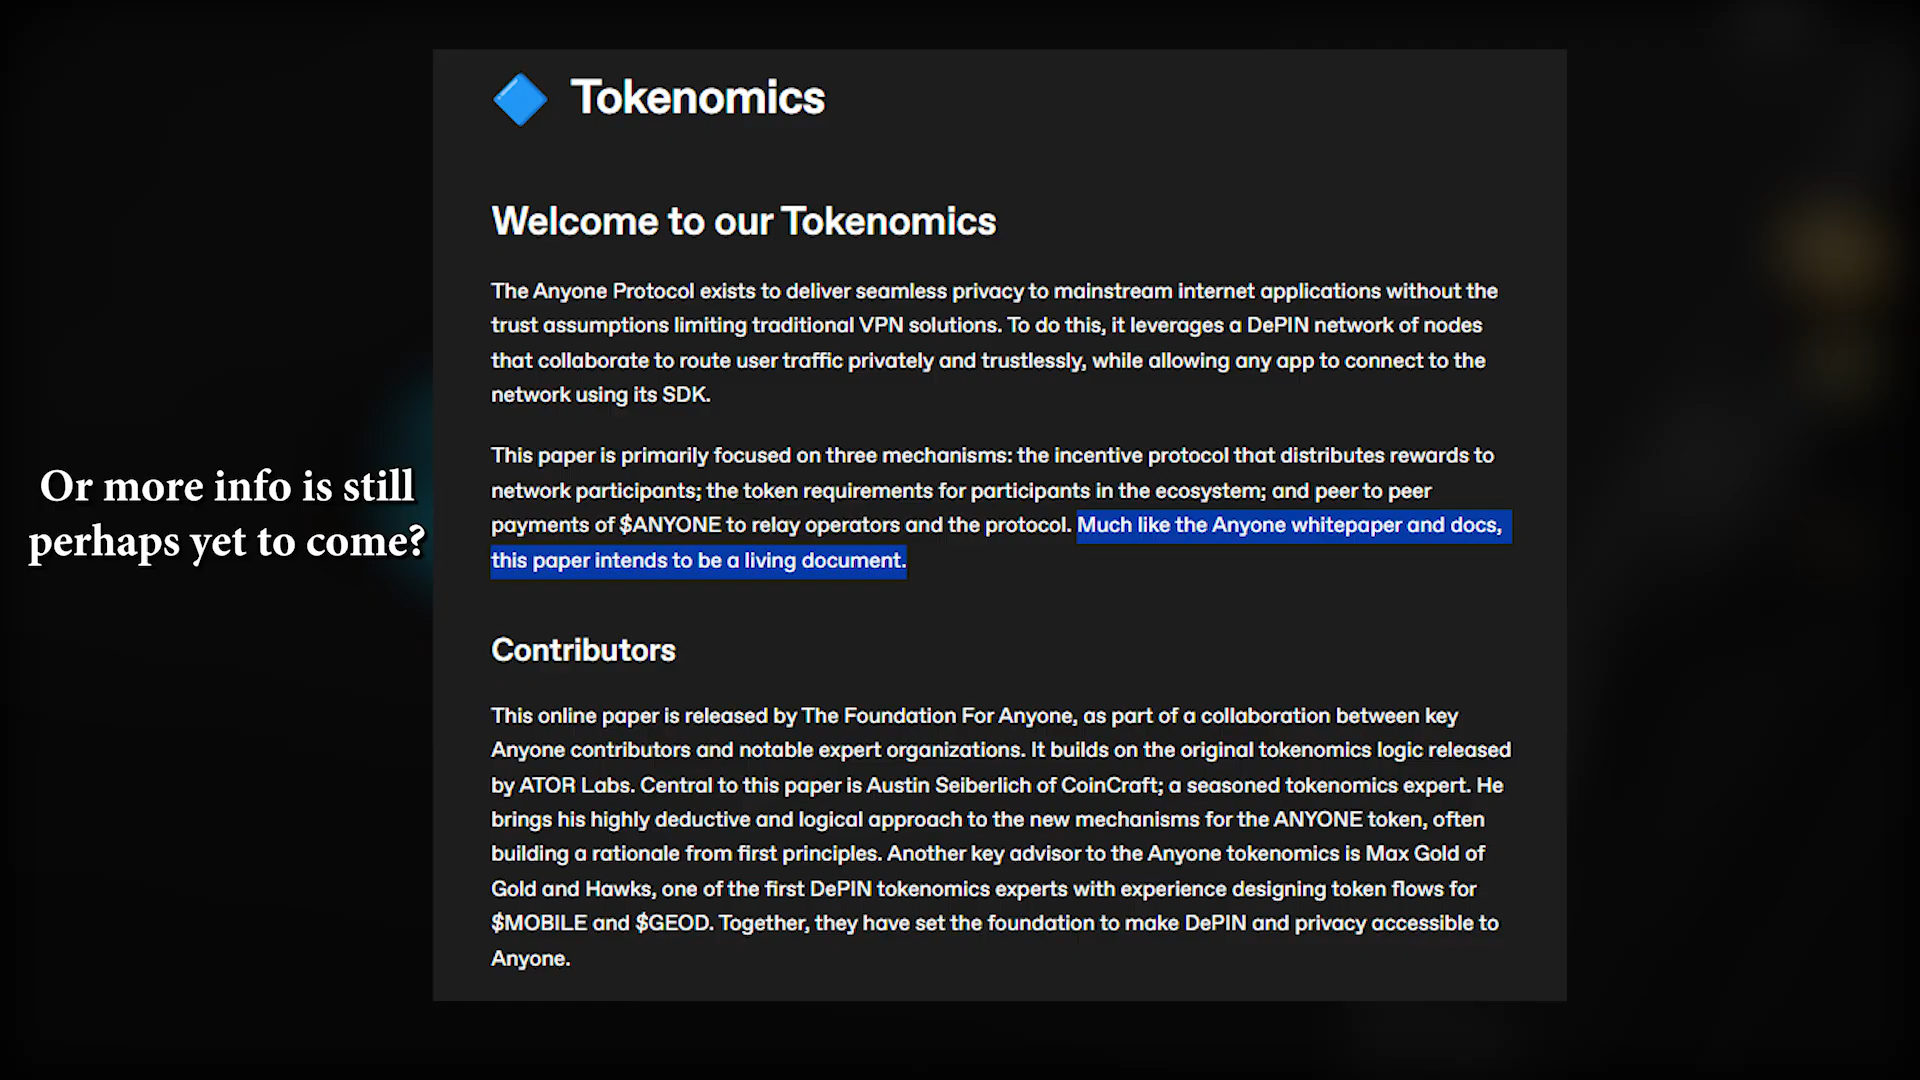 Tokenomics
Welcome to our Tokenomics
The Anyone Protocol exists to deliver seamless privacy to mainstream internet applications without the
trust assumptions limiting traditional VPN solutions. To do this, it leverages a DePIN network of nodes
that collaborate to route user traffic privately and trustlessly, while allowing any app to connect to the
network using its SDK.
This paper is primarily focused on three mechanisms: the incentive protocol that distributes rewards to
network participants; the token requirements for participants in the ecosystem; and peer to peer
payments of $ANYONE to relay operators and the protocol. Much like the Anyone whitepaper and docs,
this paper intends to be a living document.
Contributors
This online paper is released by The Foundation For Anyone, as part of a collaboration between key
Anyone contributors and notable expert organizations. It builds on the original tokenomics logic released
by ATOR Labs. Central to this paper is Austin Seiberlich of CoinCraft; a seasoned tokenomics expert. He
brings his highly deductive and logical approach to the new mechanisms for the ANYONE token, often
building a rationale from first principles. Another key advisor to the Anyone tokenomics is Max Gold of
Gold and Hawks, one of the first DePIN tokenomics experts with experience designing token flows for
$MOBILE and $GEOD. Together, they have set the foundation to make DePIN and privacy accessible to
Anyone.
Or more info is still
perhaps yet to come?